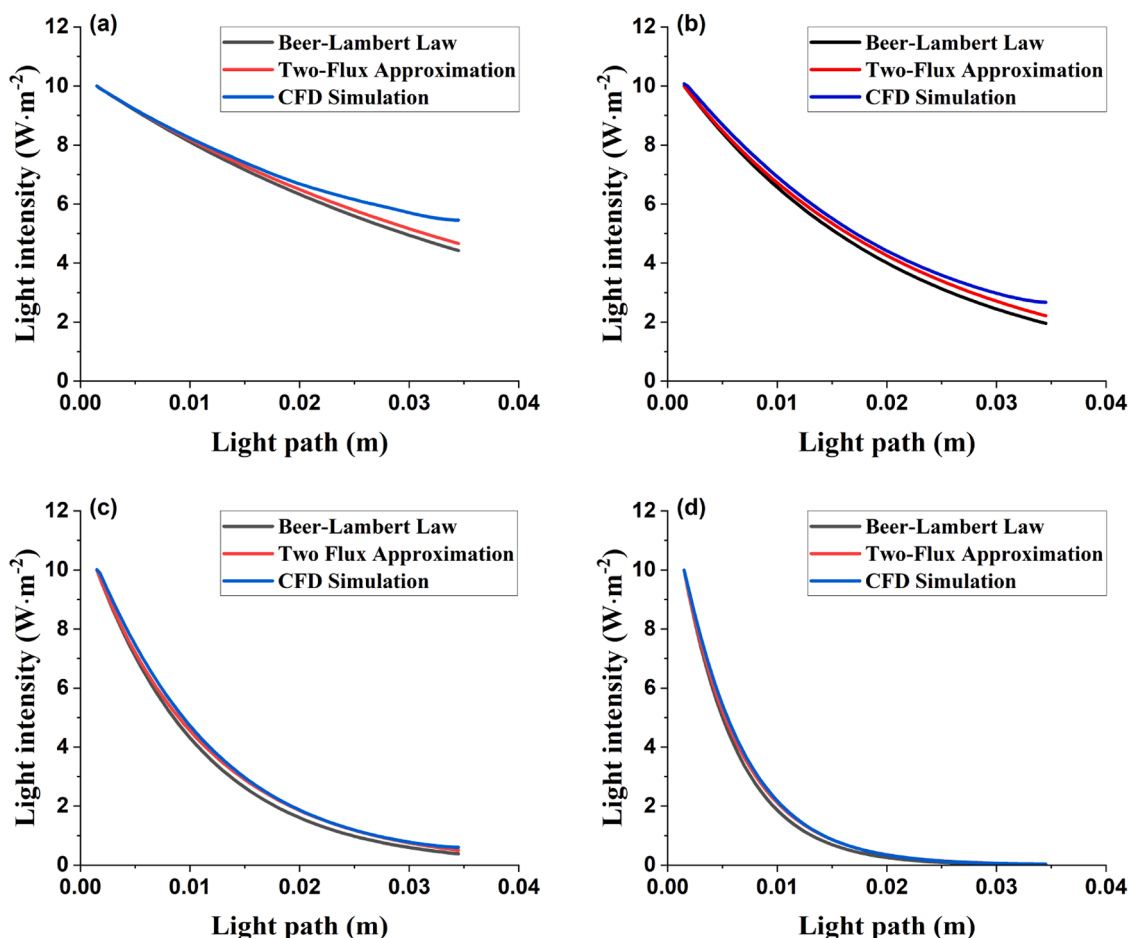 (a)
Beer-Lambert Law
Two-Flux Approximation
CFD Simulation
Light intensity (W·m⁻²)
12
10
8
6
4
2
0
0.00 0.01 0.02 0.03 0.04
Light path (m)
(b)
Beer-Lambert Law
Two-Flux Approximation
CFD Simulation
Light intensity (W·m⁻²)
12
10
8
6
4
2
0
0.00 0.01 0.02 0.03 0.04
Light path (m)
(c)
Beer-Lambert Law
Two Flux Approximation
CFD Simulation
Light intensity (W·m⁻²)
12
10
8
6
4
2
0
0.00 0.01 0.02 0.03 0.04
Light path (m)
(d)
Beer-Lambert Law
Two-Flux Approximation
CFD Simulation
Light intensity (W·m⁻²)
12
10
8
6
4
2
0
0.00 0.01 0.02 0.03 0.04
Light path (m)